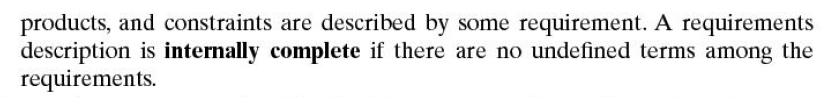 products, and constraints are described by some requirement. A requirements
description is internally complete if there are no undefined terms among the
requirements.